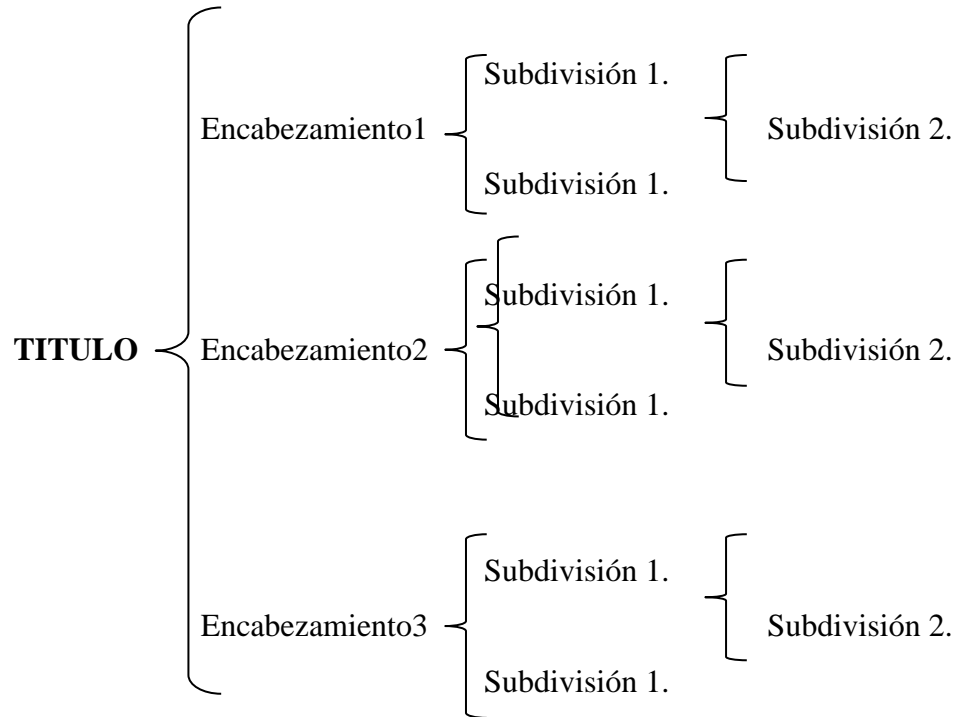 Subdivisión 1.
Encabezamiento1 Subdivisión 2.
Subdivisión 1.
Subdivisión 1.
TITULO Encabezamiento2 Subdivisión 2.
Subdivisión 1.
Subdivisión 1.
Encabezamiento3 Subdivisión 2.
Subdivisión 1.